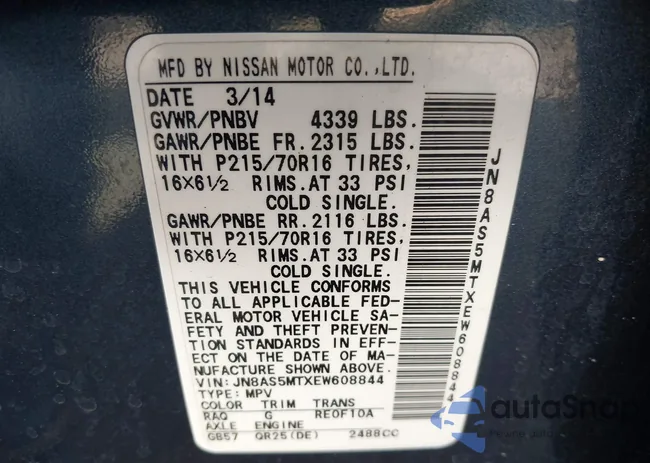 MFD BY NISSAN MOTOR CO.,LTD.
DATE 3/14
GVWR/PNBV 4339 LBS.
GAWR/PNBE FR. 2315 LBS.
WITH P215/70R16 TIRES,
16X6½ RIMS.AT 33 PSI
COLD SINGLE.
GAWR/PNBE RR. 2116 LBS.
WITH P215/70R16 TIRES,
16X6½ RIMS.AT 33 PSI
COLD SINGLE.
THIS VEHICLE CONFORMS
TO ALL APPLICABLE FED-
ERAL MOTOR VEHICLE SA-
FETY AND THEFT PREVEN-
TION STANDARDS IN EFF-
ECT ON THE DATE OF MA-
NUFACTURE SHOWN ABOVE.
VIN: JN8AS5MTXEW608844
TYPE: MPV
COLOR TRIM TRANS
RAQ G RE0F10A
AXLE ENGINE
GB57 QR25(DE) 2488CC
JN8AS5MTXEW608844
autoSnap